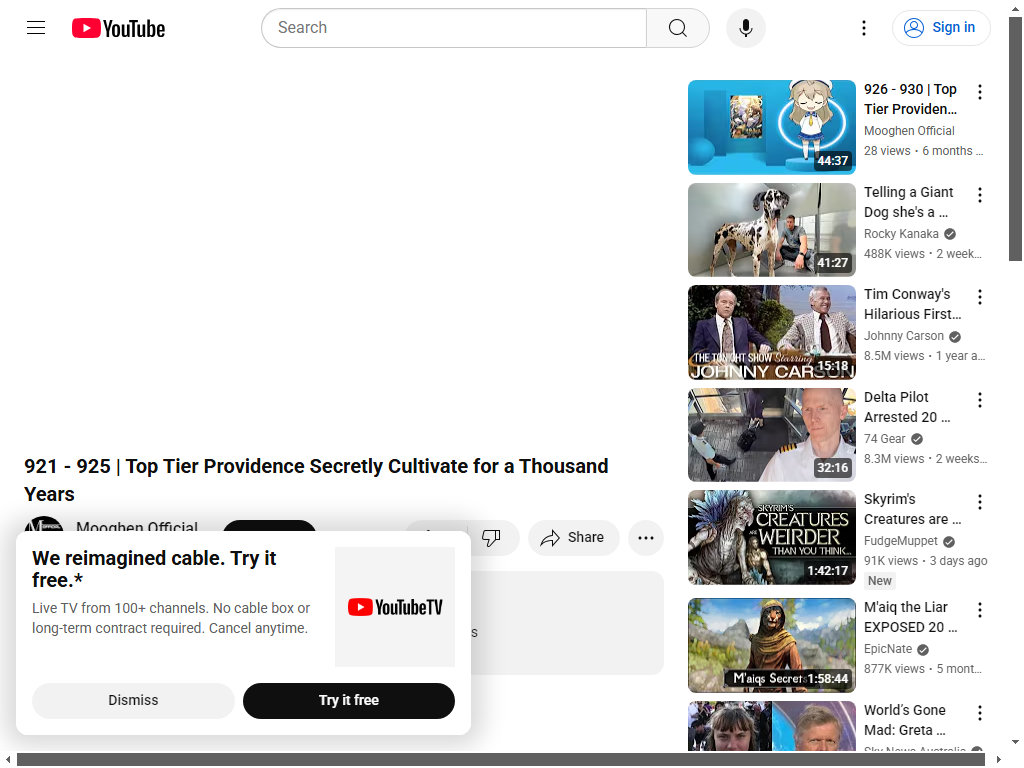 YouTube
Search
Sign in
921 - 925 | Top Tier Providence Secretly Cultivate for a Thousand
Years
Mooghen Official
Share
We reimagined cable. Try it
free.*
Live TV from 100+ channels. No cable box or
long-term contract required. Cancel anytime.
YouTubeTV
Dismiss
Try it free
s
44:37
926 - 930 | Top
Tier Providen...
Mooghen Official
28 views • 6 months ...
41:27
Telling a Giant
Dog she's a ...
Rocky Kanaka
488K views • 2 week...
THE TONIGHT SHOW Starring
JOHNNY CARSON
15:18
Tim Conway's
Hilarious First...
Johnny Carson
8.5M views • 1 year a...
32:16
Delta Pilot
Arrested 20 ...
74 Gear
8.3M views • 2 weeks...
SKYRIM'S
CREATURES
ARE WEIRDER
THAN YOU THINK...
1:42:17
Skyrim's
Creatures are ...
FudgeMuppet
91K views • 3 days ago
New
M'aiqs Secret
1:58:44
M'aiq the Liar
EXPOSED 20 ...
EpicNate
877K views • 5 mont...
World's Gone
Mad: Greta ...
Sky News Australia